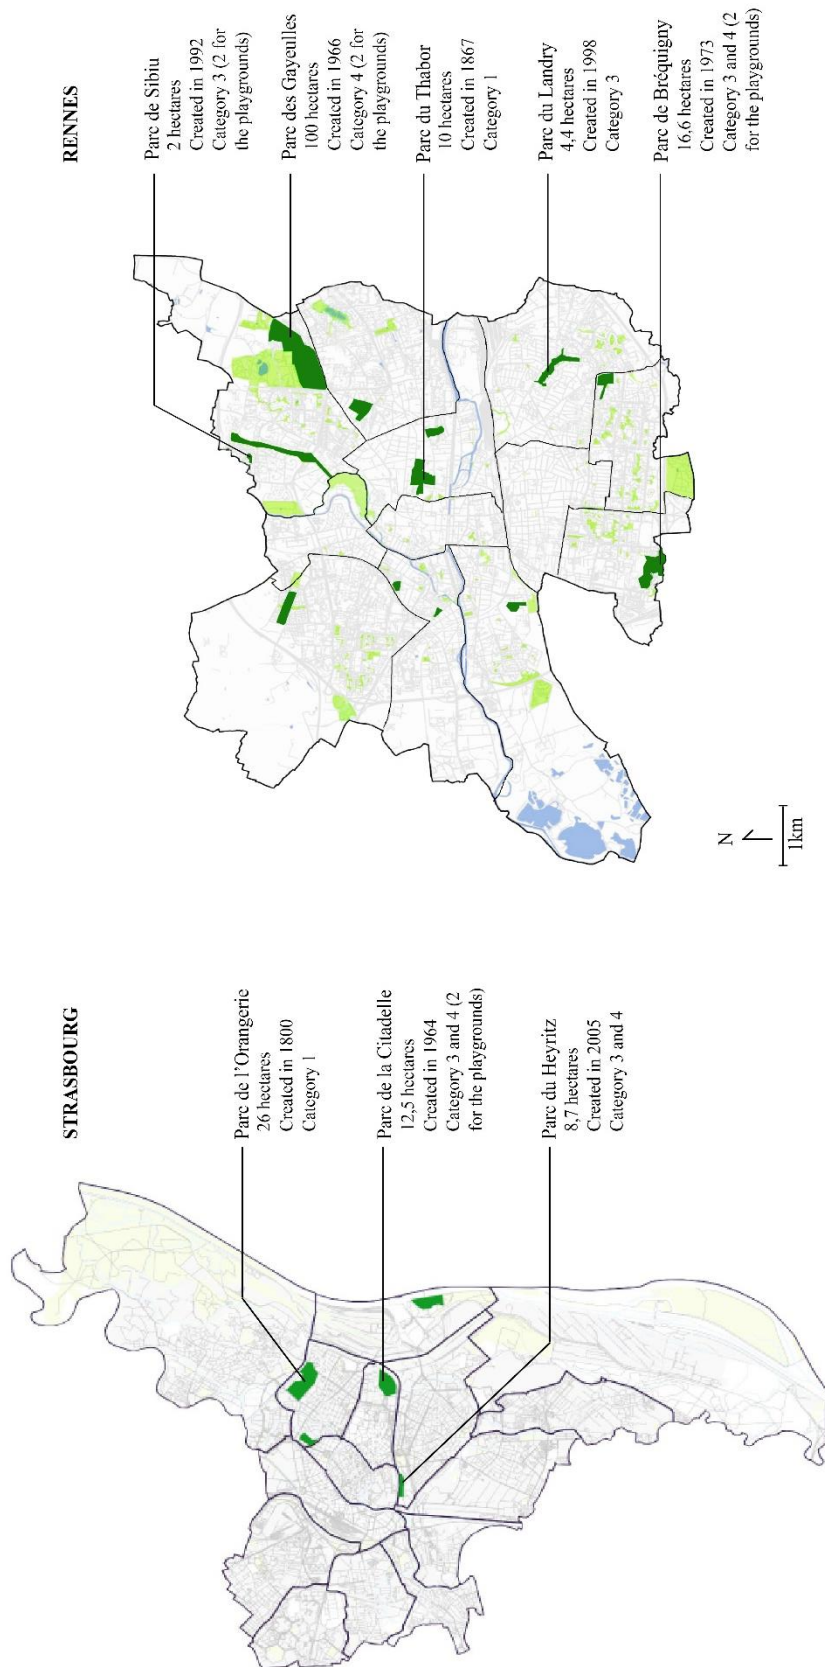 STRASBOURG
Parc de l'Orangerie
26 hectares
Created in 1800
Category 1
Parc de la Citadelle
12,5 hectares
Created in 1964
Category 3 and 4 (2
for the playgrounds)
Parc du Heyritz
8,7 hectares
Created in 2005
Category 3 and 4
RENNES
Parc de Sibiu
2 hectares
Created in 1992
Category 3 (2 for
the playgrounds)
Parc des Gayeulles
100 hectares
Created in 1966
Category 4 (2 for
the playgrounds)
Parc du Thabor
10 hectares
Created in 1867
Category 1
Parc du Landry
4,4 hectares
Created in 1998
Category 3
Parc de Bréquigny
16,6 hectares
Created in 1973
Category 3 and 4 (2
for the playgrounds)
N
1km